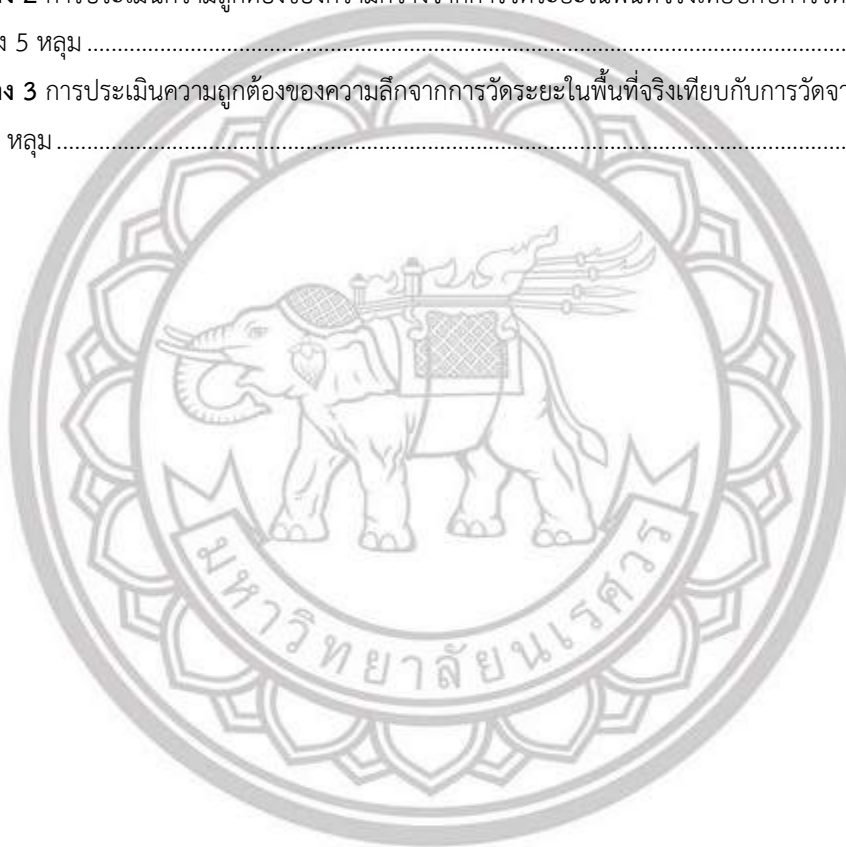 2 การประเมินความถูกต้องของความกว้างจากการวัดระยะในพื้นที่จริงเทียบกับการวัด
5 หลุม
3 การประเมินความถูกต้องของความลึกจากการวัดระยะในพื้นที่จริงเทียบกับการวัดจา
หลุม
มหาวิทยาลัยนเรศวร